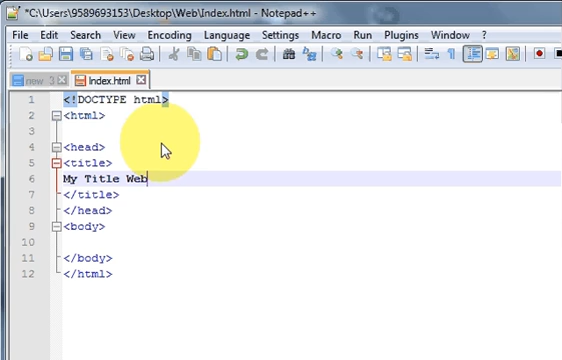 *C:\Users\9589693153\Desktop\Web\Index.html - Notepad++
File Edit Search View Encoding Language Settings Macro Run Plugins Window ?
new 3 Index.html
1 <!DOCTYPE html>
2 <html>
3
4 <head>
5 <title>
6 My Title Web
7 </title>
8 </head>
9 <body>
10
11 </body>
12 </html>